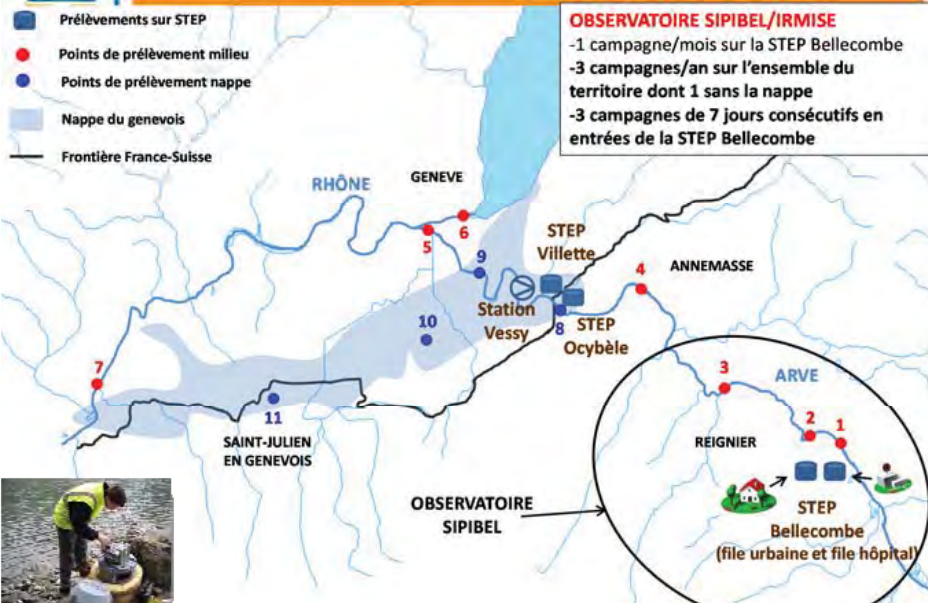 Prélèvements sur STEP
Points de prélèvement milieu
Points de prélèvement nappe
Nappe du genevois
Frontière France-Suisse
OBSERVATOIRE SIPIBEL/IRMISE
-1 campagne/mois sur la STEP Bellecombe
-3 campagnes/an sur l'ensemble du
territoire dont 1 sans la nappe
-3 campagnes de 7 jours consécutifs en
entrées de la STEP Bellecombe
RHÔNE
GENEVE
6
5
9
STEP
Villette
4
ANNEMASSE
Station
Vessy
8
STEP
Ocybèle
10
7
11
SAINT-JULIEN
EN GENEVOIS
3
ARVE
2
1
REIGNIER
OBSERVATOIRE
SIPIBEL
STEP
Bellecombe
(file urbaine et file hôpital)